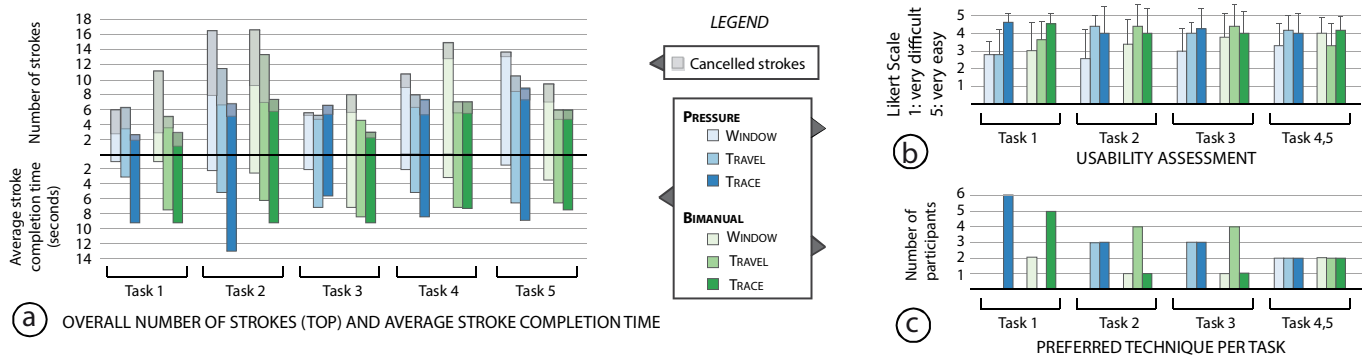 18
16
14
12
10
8
6
4
2
2
4
6
8
10
12
14
Number of strokes
Average stroke
completion time
(seconds)
Task 1
Task 2
Task 3
Task 4
Task 5
a
OVERALL NUMBER OF STROKES (TOP) AND AVERAGE STROKE COMPLETION TIME
LEGEND
Cancelled strokes
PRESSURE
WINDOW
TRAVEL
TRACE
BIMANUAL
WINDOW
TRAVEL
TRACE
Likert Scale
1: very difficult
5: very easy
5
4
3
2
1
Task 1
Task 2
Task 3
Task 4,5
b
USABILITY ASSESSMENT
Number of
participants
6
5
4
3
2
1
Task 1
Task 2
Task 3
Task 4,5
c
PREFERRED TECHNIQUE PER TASK